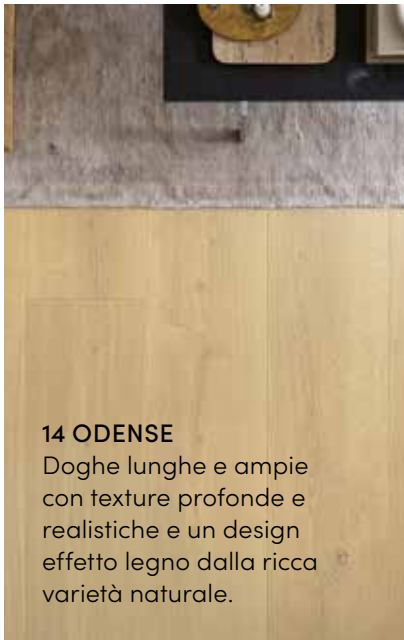 14 ODENSE
Doghe lunghe e ampie
con texture profonde e
realistiche e un design
effetto legno dalla ricca
varietà naturale.